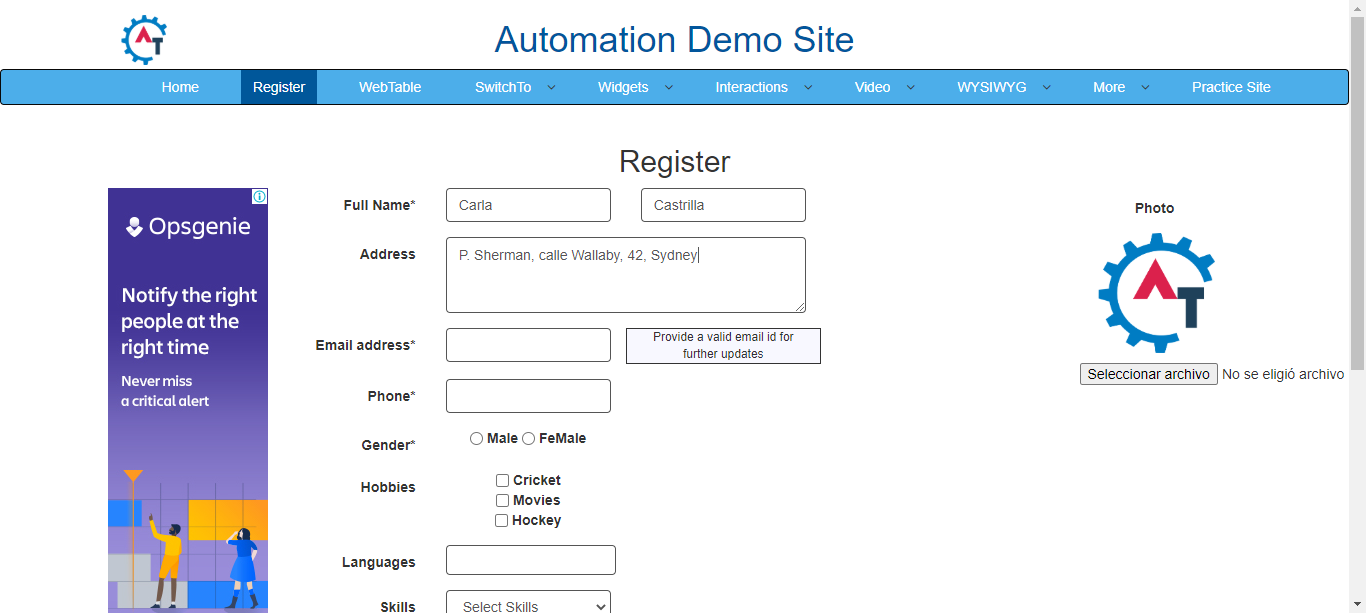 AT
Automation Demo Site
Home Register WebTable SwitchTo Widgets Interactions Video WYSIWYG More Practice Site
Register
Opsgenie
Notify the right
people at the
right time
Never miss
a critical alert
Full Name* Carla Castrilla
Address P. Sherman, calle Wallaby, 42, Sydney
Email address* Provide a valid email id for
further updates
Phone*
Gender* Male FeMale
Hobbies Cricket
Movies
Hockey
Languages
Skills Select Skills
Photo
AT
Seleccionar archivo No se eligió archivo